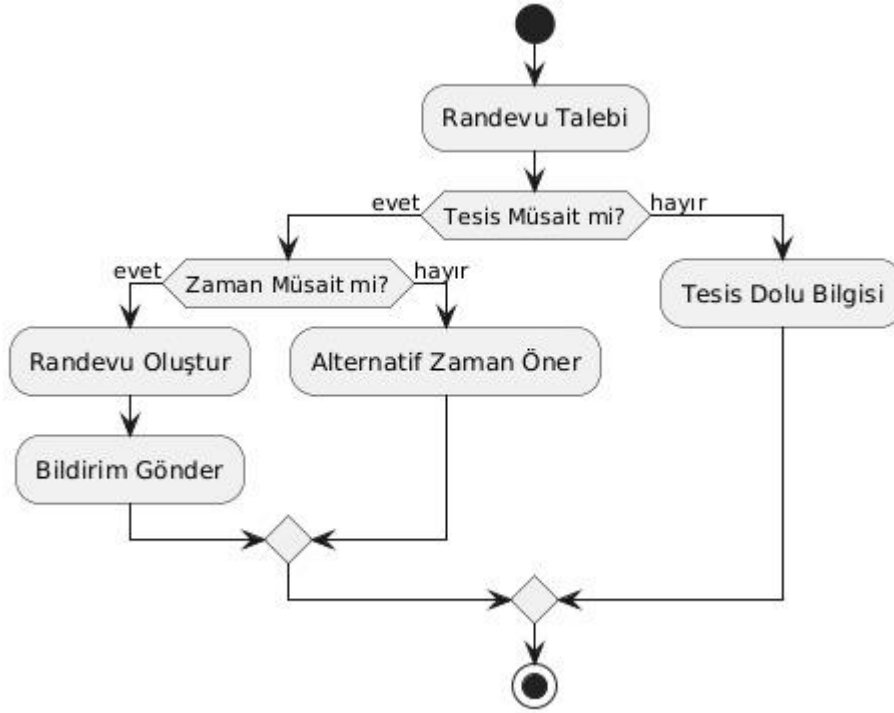 Randevu Talebi
evet
Tesis Müsait mi?
hayır
evet
Zaman Müsait mi?
hayır
Tesis Dolu Bilgisi
Randevu Oluştur
Alternatif Zaman Öner
Bildirim Gönder